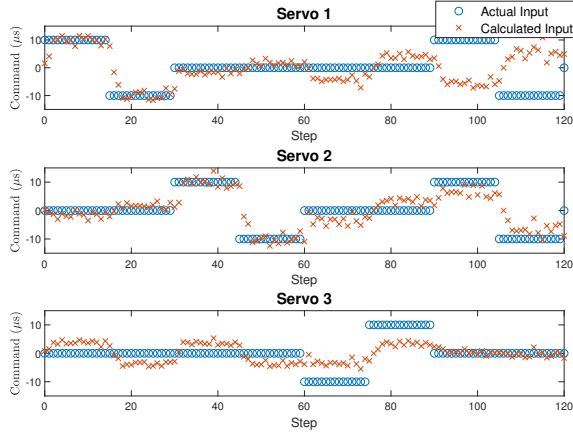 Servo 1
Actual Input
Calculated Input
10
0
-10
Command (µs)
0 20 40 60 80 100 120
Step
Servo 2
10
0
-10
Command (µs)
0 20 40 60 80 100 120
Step
Servo 3
10
0
-10
Command (µs)
0 20 40 60 80 100 120
Step